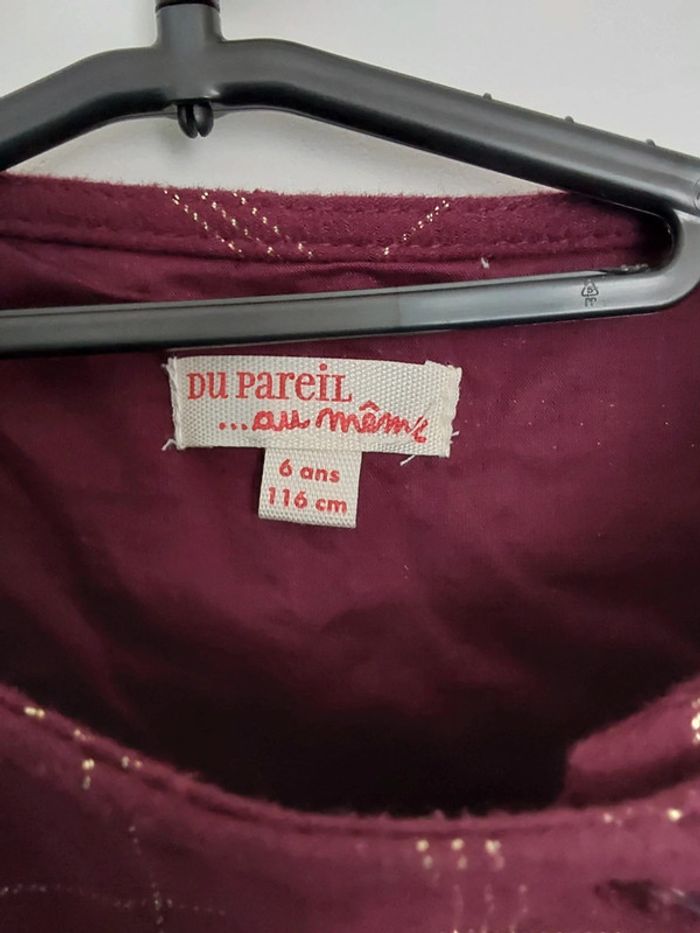 DU PAREIL
...au même
6 ans
116 cm